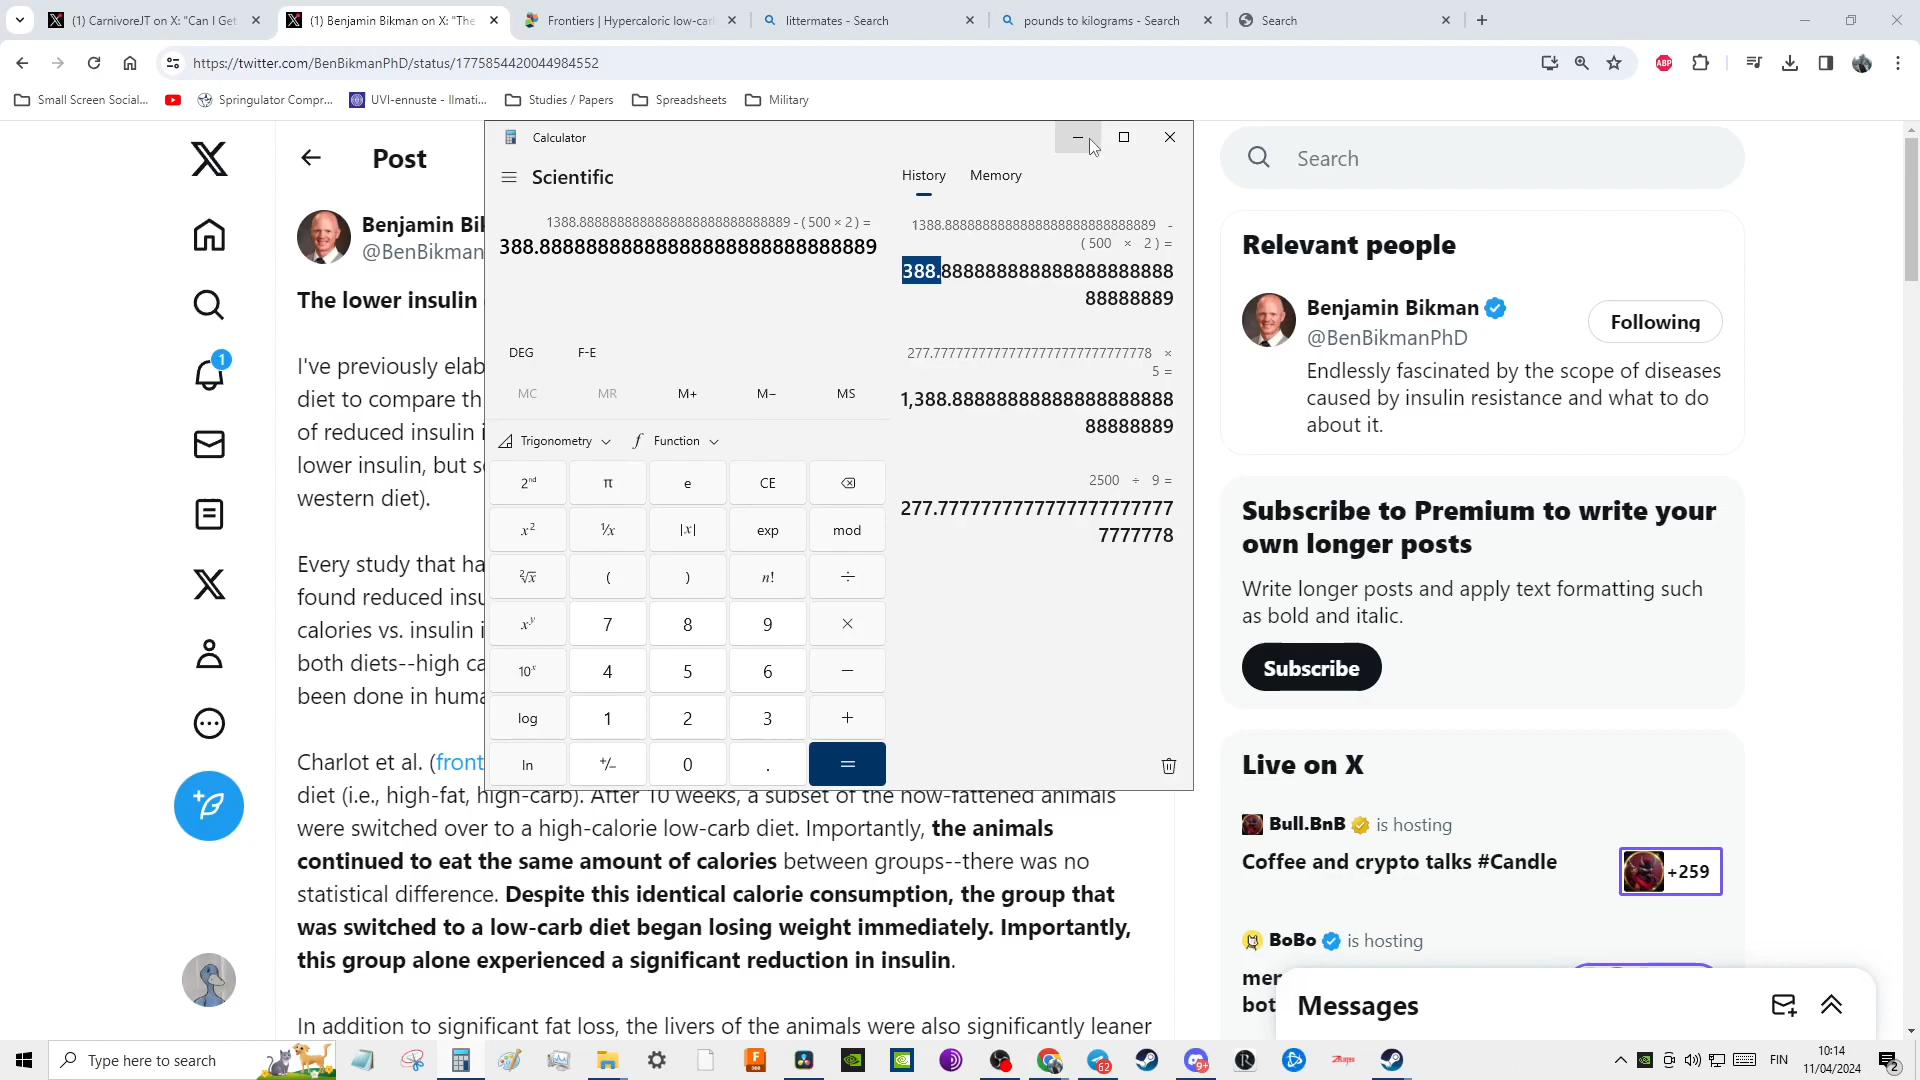 (1) CarnivoreJT on X: "Can I Get
(1) Benjamin Bikman on X: "The
Frontiers | Hypercaloric low-car
littermates - Search
pounds to kilograms - Search
Search
https://twitter.com/BenBikmanPhD/status/1775854420044984552
ABP
Small Screen Social...
Springulator Compr...
UVI-ennuste - Ilmati...
Studies / Papers
Spreadsheets
Military
Post
Benjamin Bi
@BenBikman
The lower insulin
I've previously elab
diet to compare th
of reduced insulin i
lower insulin, but s
western diet).
Every study that ha
found reduced insu
calories vs. insulin i
both diets--high ca
been done in huma
Charlot et al. (front
diet (i.e., high-fat, high-carb). After 10 weeks, a subset of the now-fattened animals
were switched over to a high-calorie low-carb diet. Importantly, the animals
continued to eat the same amount of calories between groups--there was no
statistical difference. Despite this identical calorie consumption, the group that
was switched to a low-carb diet began losing weight immediately. Importantly,
this group alone experienced a significant reduction in insulin.
In addition to significant fat loss, the livers of the animals were also significantly leaner
1
Calculator
Scientific
1388.8888888888888888888888888889 - ( 500 × 2 ) =
388.8888888888888888888888888889
DEG
F-E
MC
MR
M+
M−
MS
Trigonometry
f Function
2nd
π
e
CE
x²
¹/x
|x|
exp
mod
²√x
(
)
n!
÷
xʸ
7
8
9
×
10ˣ
4
5
6
−
log
1
2
3
+
ln
+/−
0
.
=
History
Memory
1388.8888888888888888888888888889 -
( 500 × 2 ) =
388.88888888888888888888
88888889
277.77777777777777777777777777778 ×
5 =
1,388.88888888888888888888
88888889
2500 ÷ 9 =
277.7777777777777777777777
7777778
Search
Relevant people
Benjamin Bikman
@BenBikmanPhD
Following
Endlessly fascinated by the scope of diseases
caused by insulin resistance and what to do
about it.
Subscribe to Premium to write your
own longer posts
Write longer posts and apply text formatting such
as bold and italic.
Subscribe
Live on X
Bull.BnB is hosting
Coffee and crypto talks #Candle
+259
BoBo is hosting
mer
bot
Messages
Type here to search
62
9+
FIN
10:14
11/04/2024
2